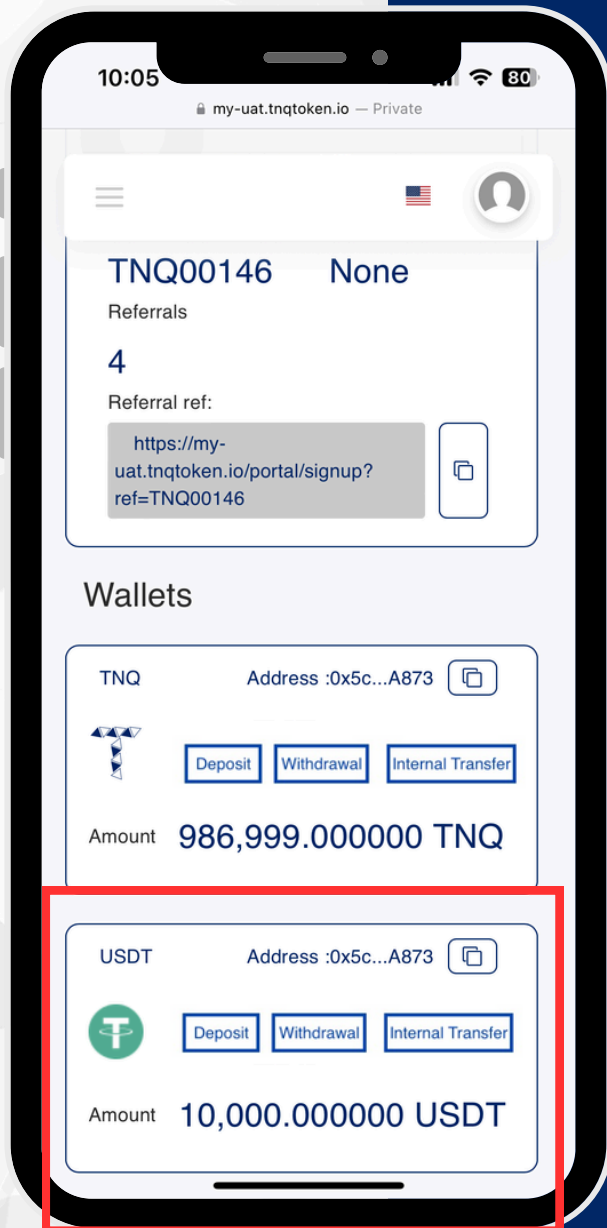 10:05
80
my-uat.tnqtoken.io — Private
TNQ00146 None
Referrals
4
Referral ref:
https://my-
uat.tnqtoken.io/portal/signup?
ref=TNQ00146
Wallets
TNQ Address :0x5c...A873
Deposit Withdrawal Internal Transfer
Amount 986,999.000000 TNQ
USDT Address :0x5c...A873
Deposit Withdrawal Internal Transfer
Amount 10,000.000000 USDT